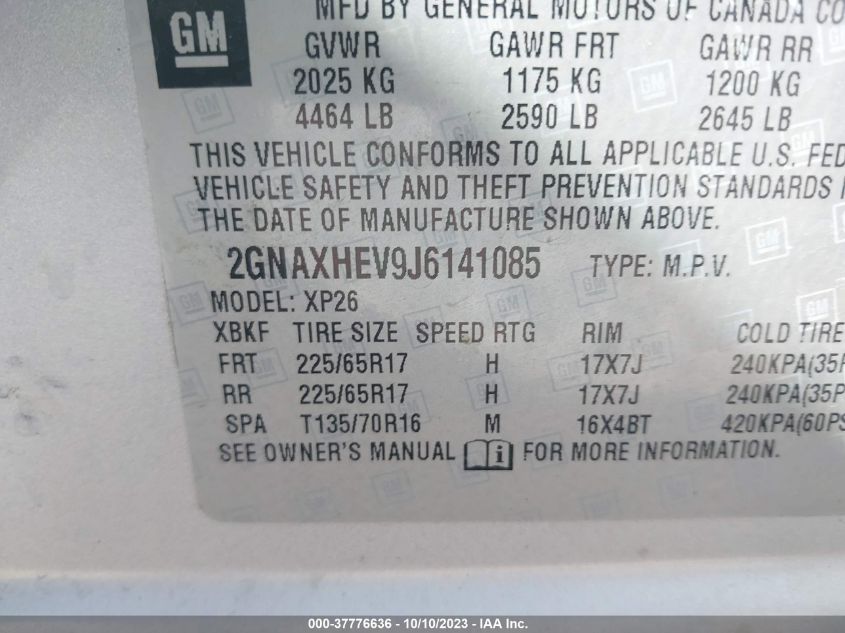 GM
MFD BY GENERAL MOTORS OF CANADA CO
GVWR GAWR FRT GAWR RR
2025 KG 1175 KG 1200 KG
4464 LB 2590 LB 2645 LB
THIS VEHICLE CONFORMS TO ALL APPLICABLE U.S. FED
VEHICLE SAFETY AND THEFT PREVENTION STANDARDS
THE DATE OF MANUFACTURE SHOWN ABOVE.
2GNAXHEV9J6141085 TYPE: M.P.V.
MODEL: XP26
XBKF TIRE SIZE SPEED RTG RIM COLD TIRE
FRT 225/65R17 H 17X7J 240KPA(35P
RR 225/65R17 H 17X7J 240KPA(35P
SPA T135/70R16 M 16X4BT 420KPA(60PS
SEE OWNER'S MANUAL i FOR MORE INFORMATION.
000-37776636 - 10/10/2023 - IAA Inc.